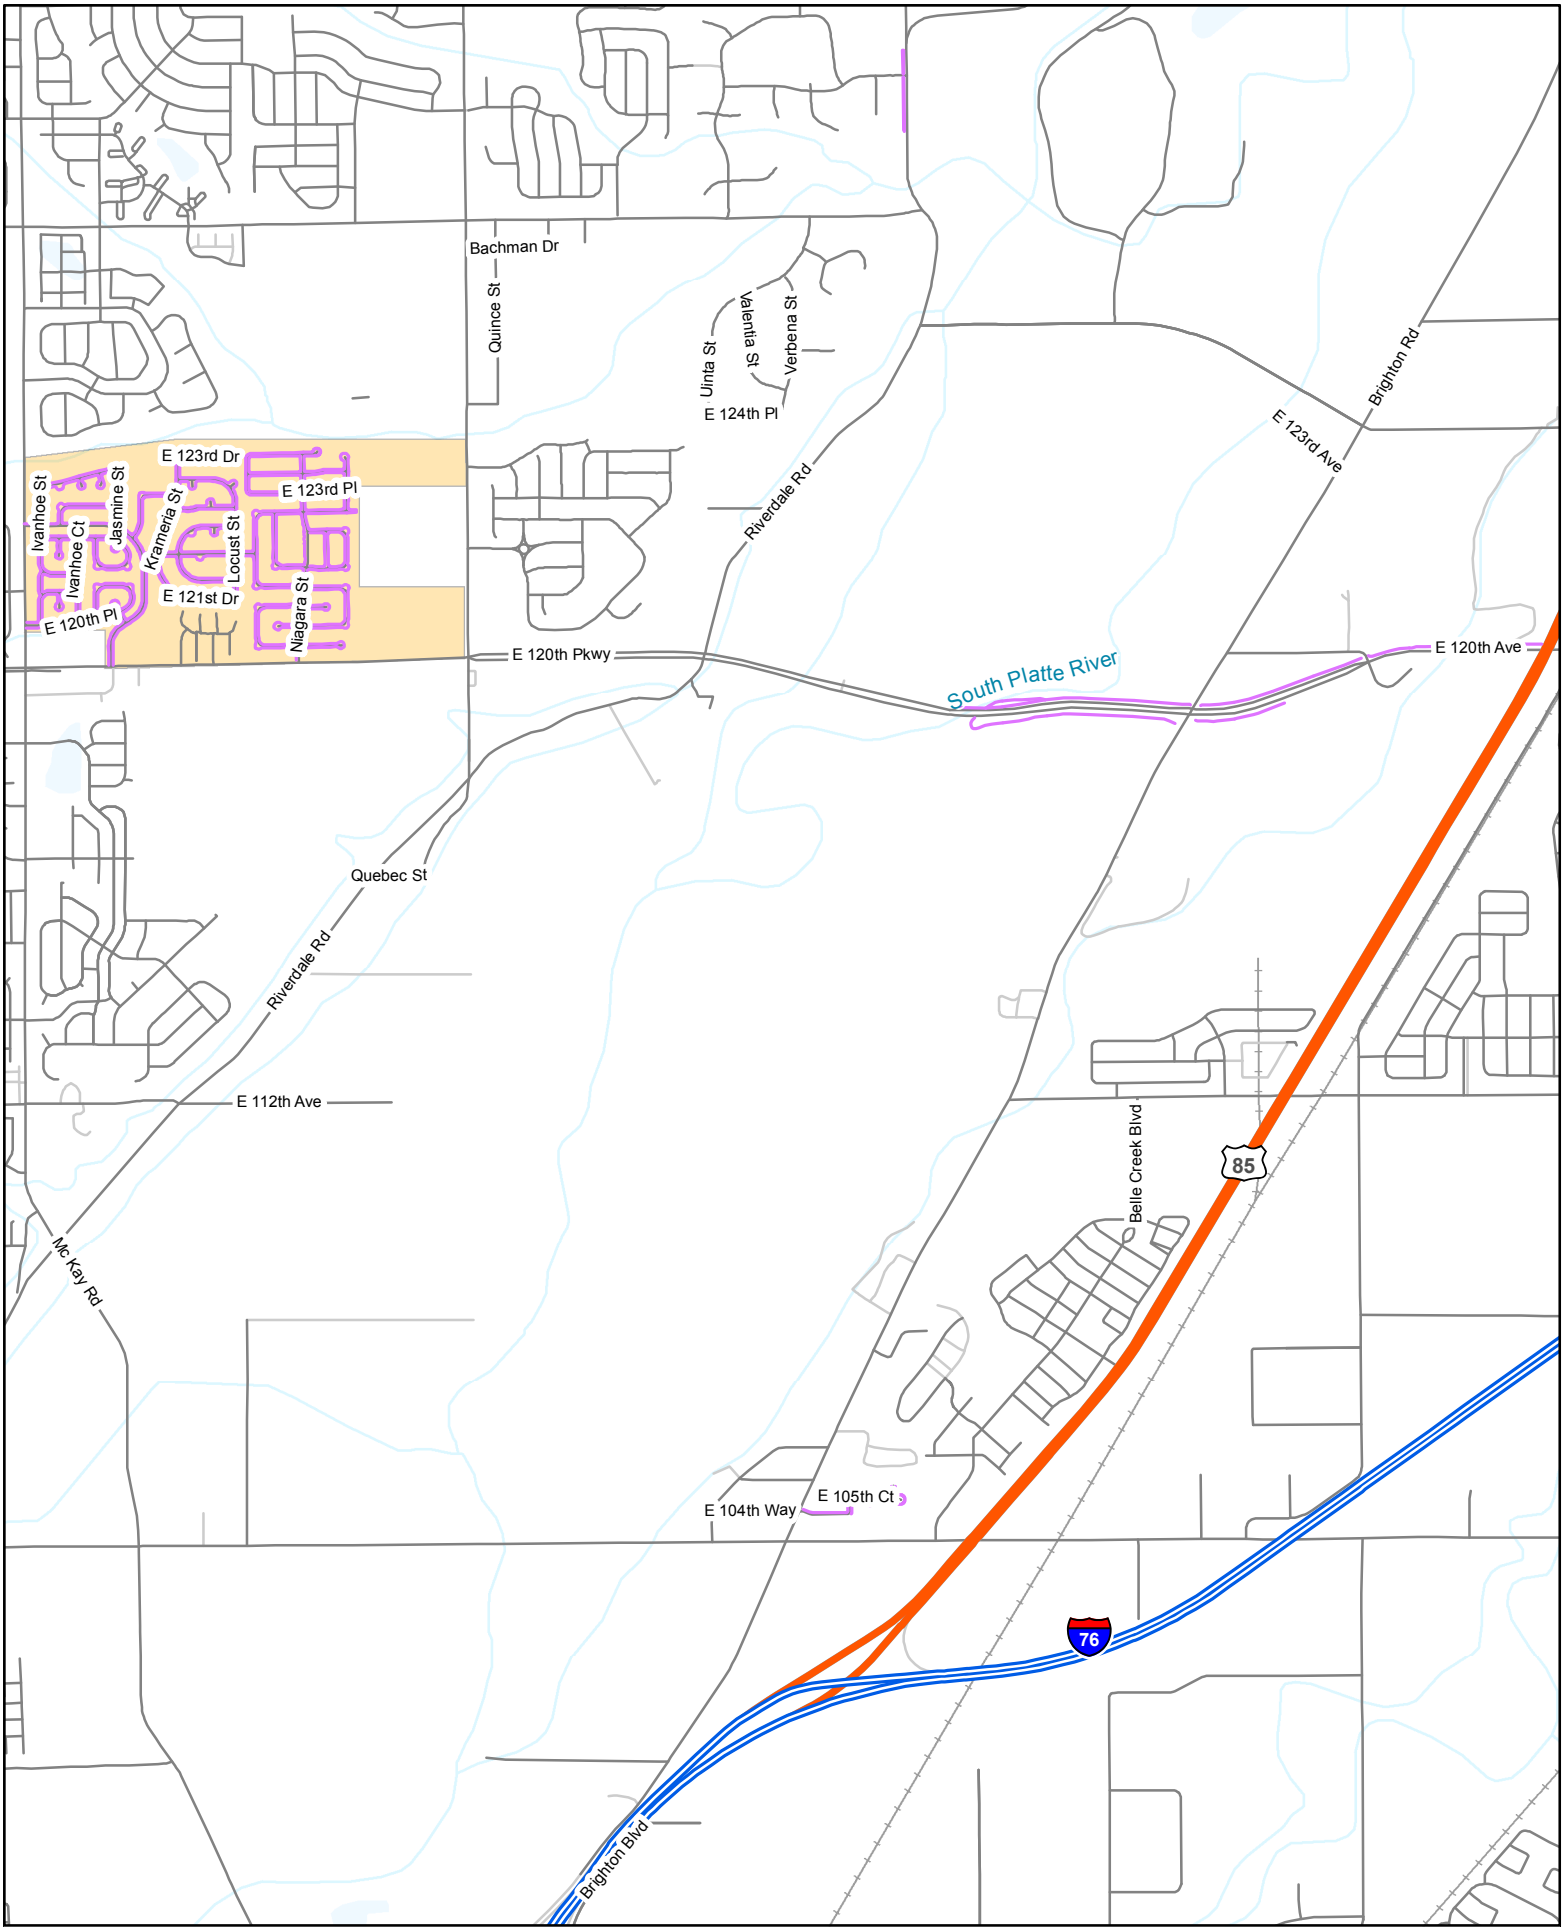 Bachman Dr
Quince St
Valentia St
Verbena St
Uinta St
E 124th Pl
Brighton Rd
E 123rd Ave
E 123rd Dr
E 123rd Pl
Ivanhoe St
Jasmine St
Krameria St
Ivanhoe Ct
Locust St
Riverdale Rd
E 121st Dr
Niagara St
E 120th Pl
E 120th Pkwy
E 120th Ave
South Platte River
Quebec St
Riverdale Rd
E 112th Ave
Belle Creek Blvd
85
Mc Kay Rd
E 105th Ct
E 104th Way
76
Brighton Blvd